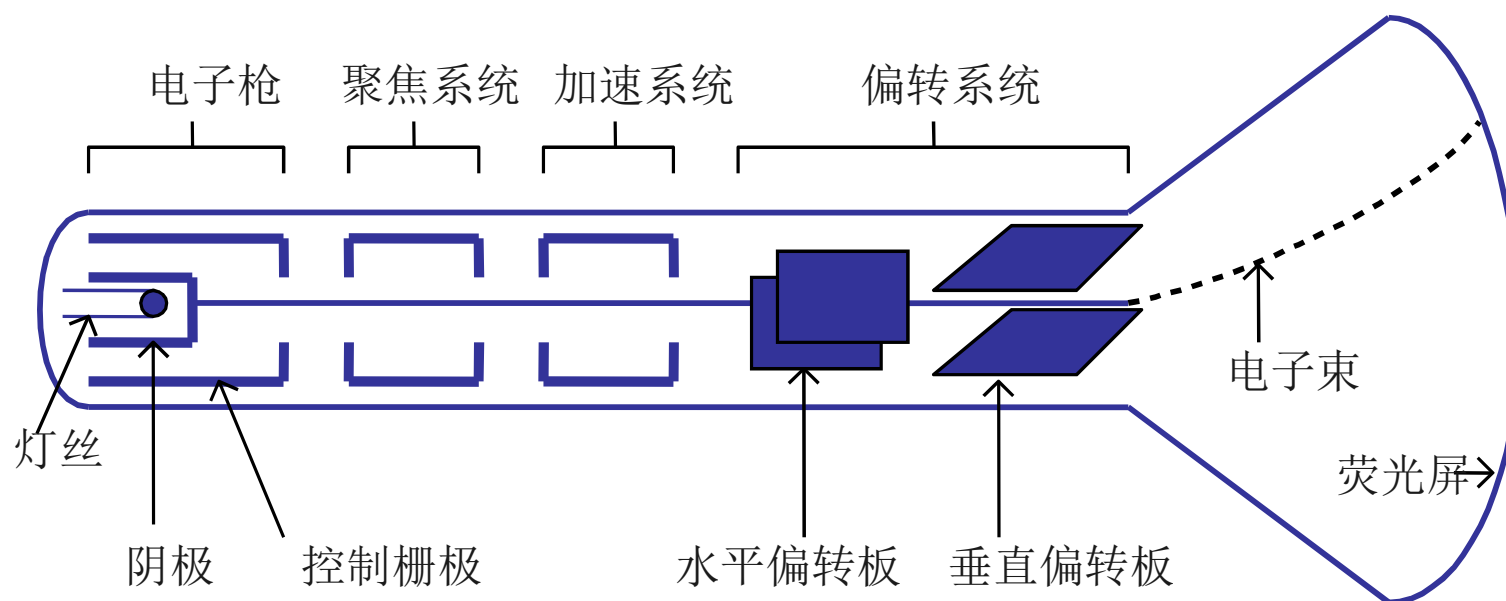 电子枪
聚焦系统
加速系统
偏转系统
电子束
灯丝
荧光屏
阴极
控制栅极
水平偏转板
垂直偏转板